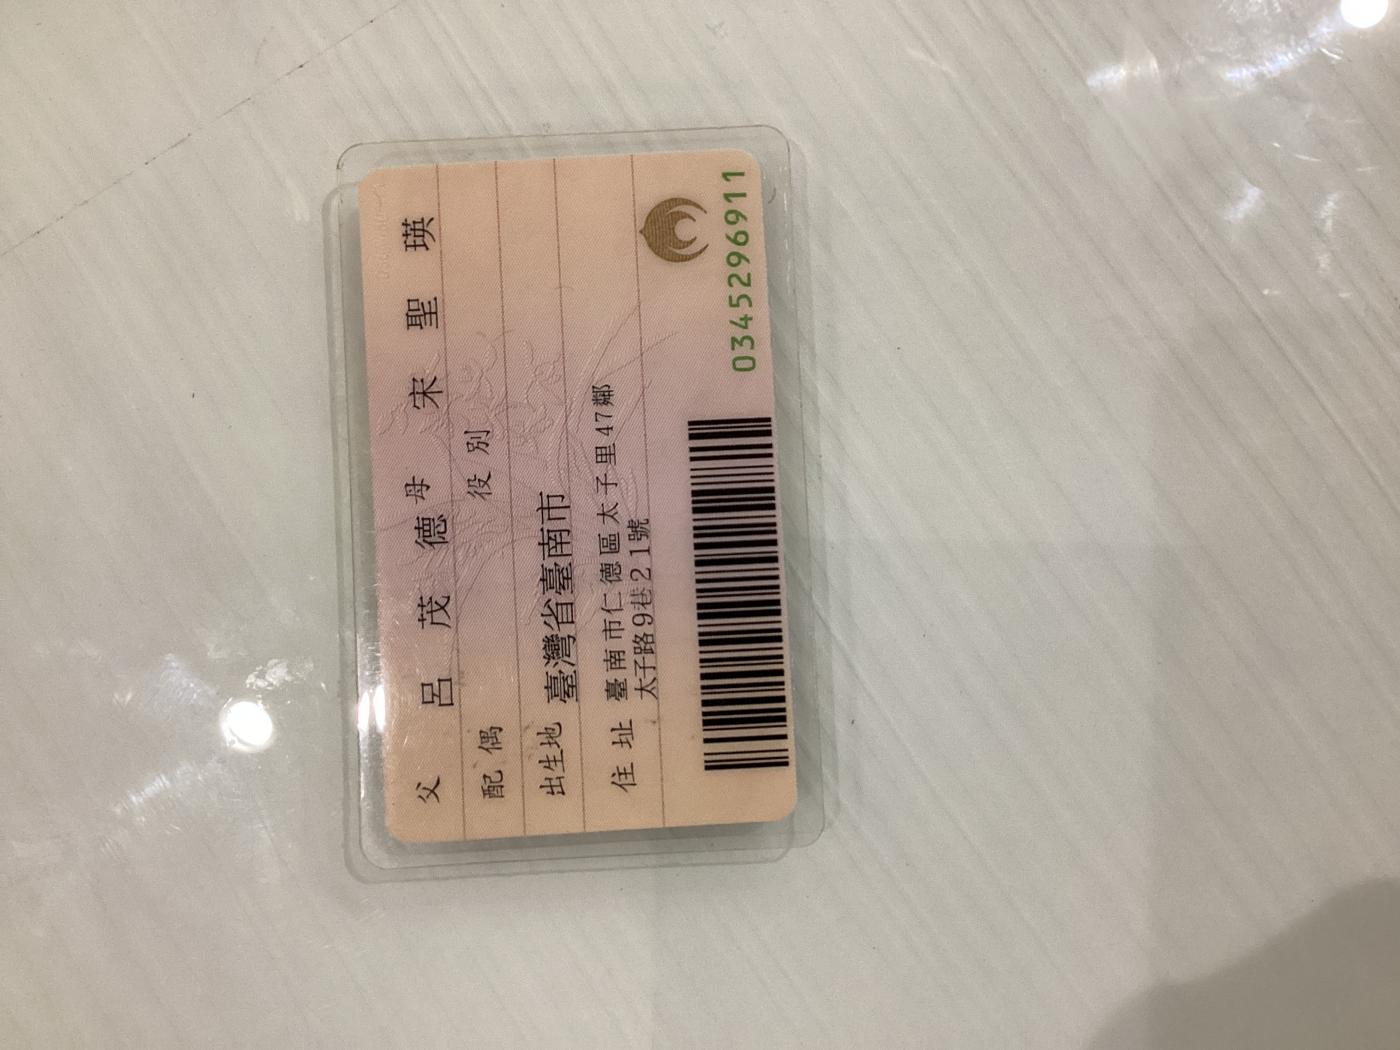 父 呂茂德 母 宋聖瑛
配偶 役別
出生地 臺灣省臺南市
住址 臺南市仁德區太子里47鄰
太子路9巷21號
0345296911